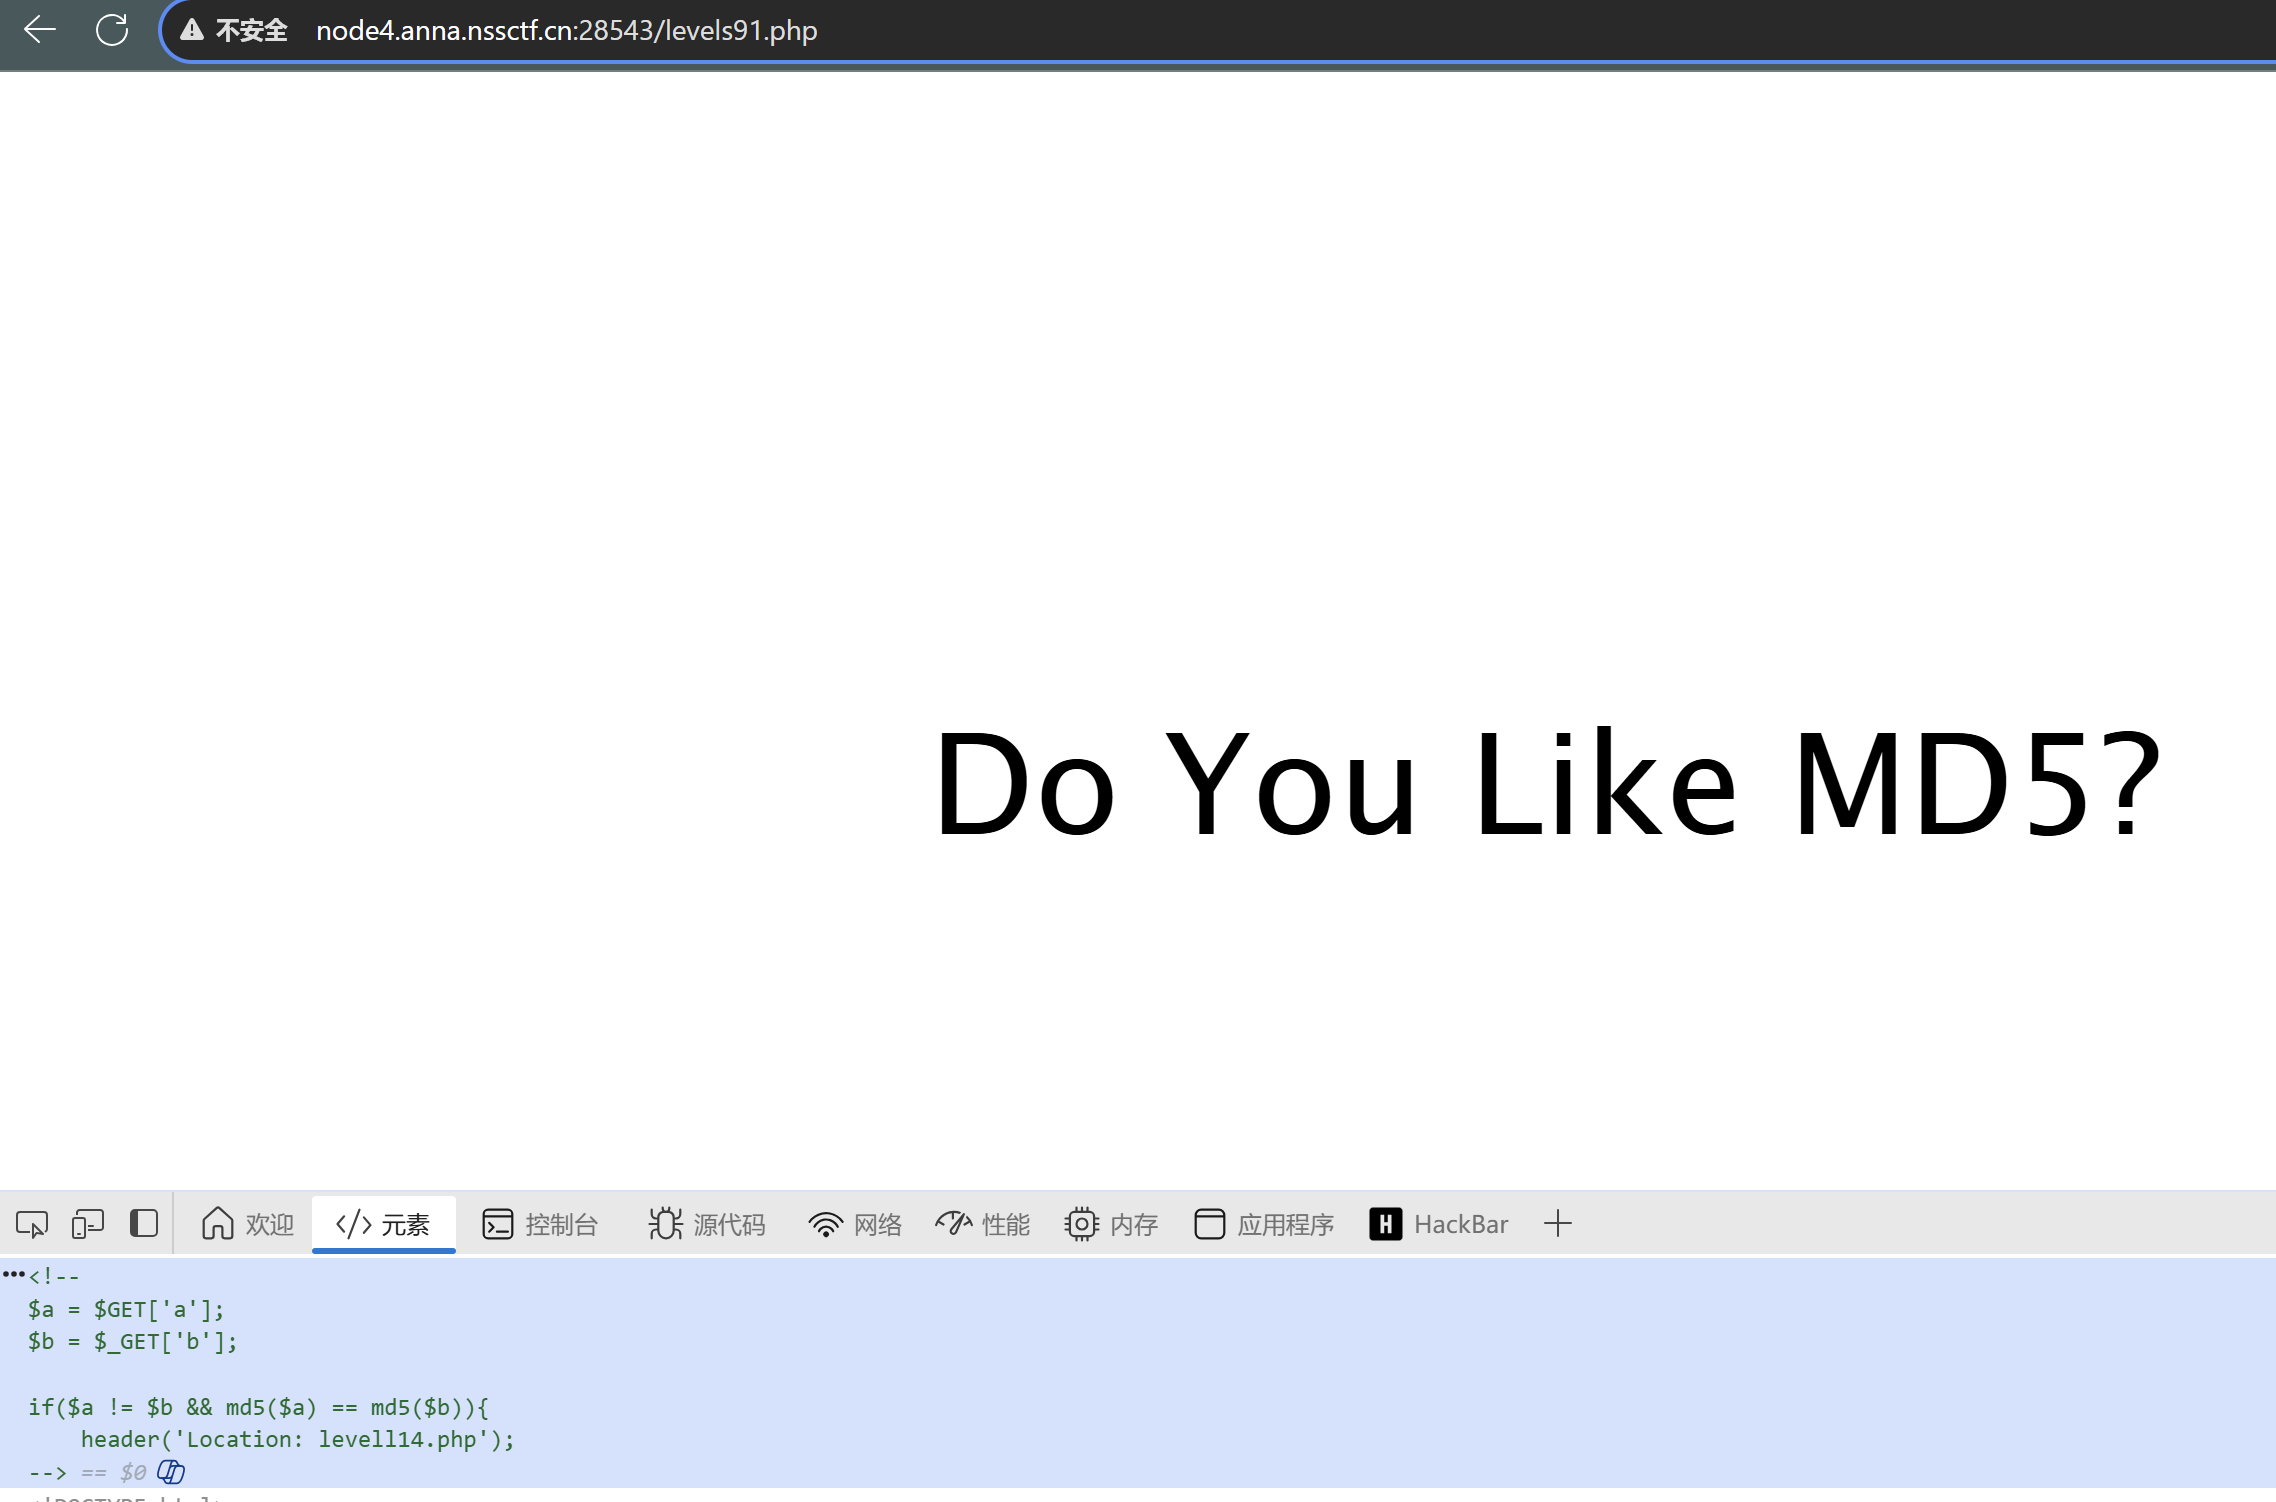 不安全 node4.anna.nssctf.cn:28543/levels91.php
Do You Like MD5?
欢迎 </> 元素 控制台 源代码 网络 性能 内存 应用程序 H HackBar
•••<!--
$a = $GET['a'];
$b = $_GET['b'];
if($a != $b && md5($a) == md5($b)){
header('Location: levell14.php');
--> == $0